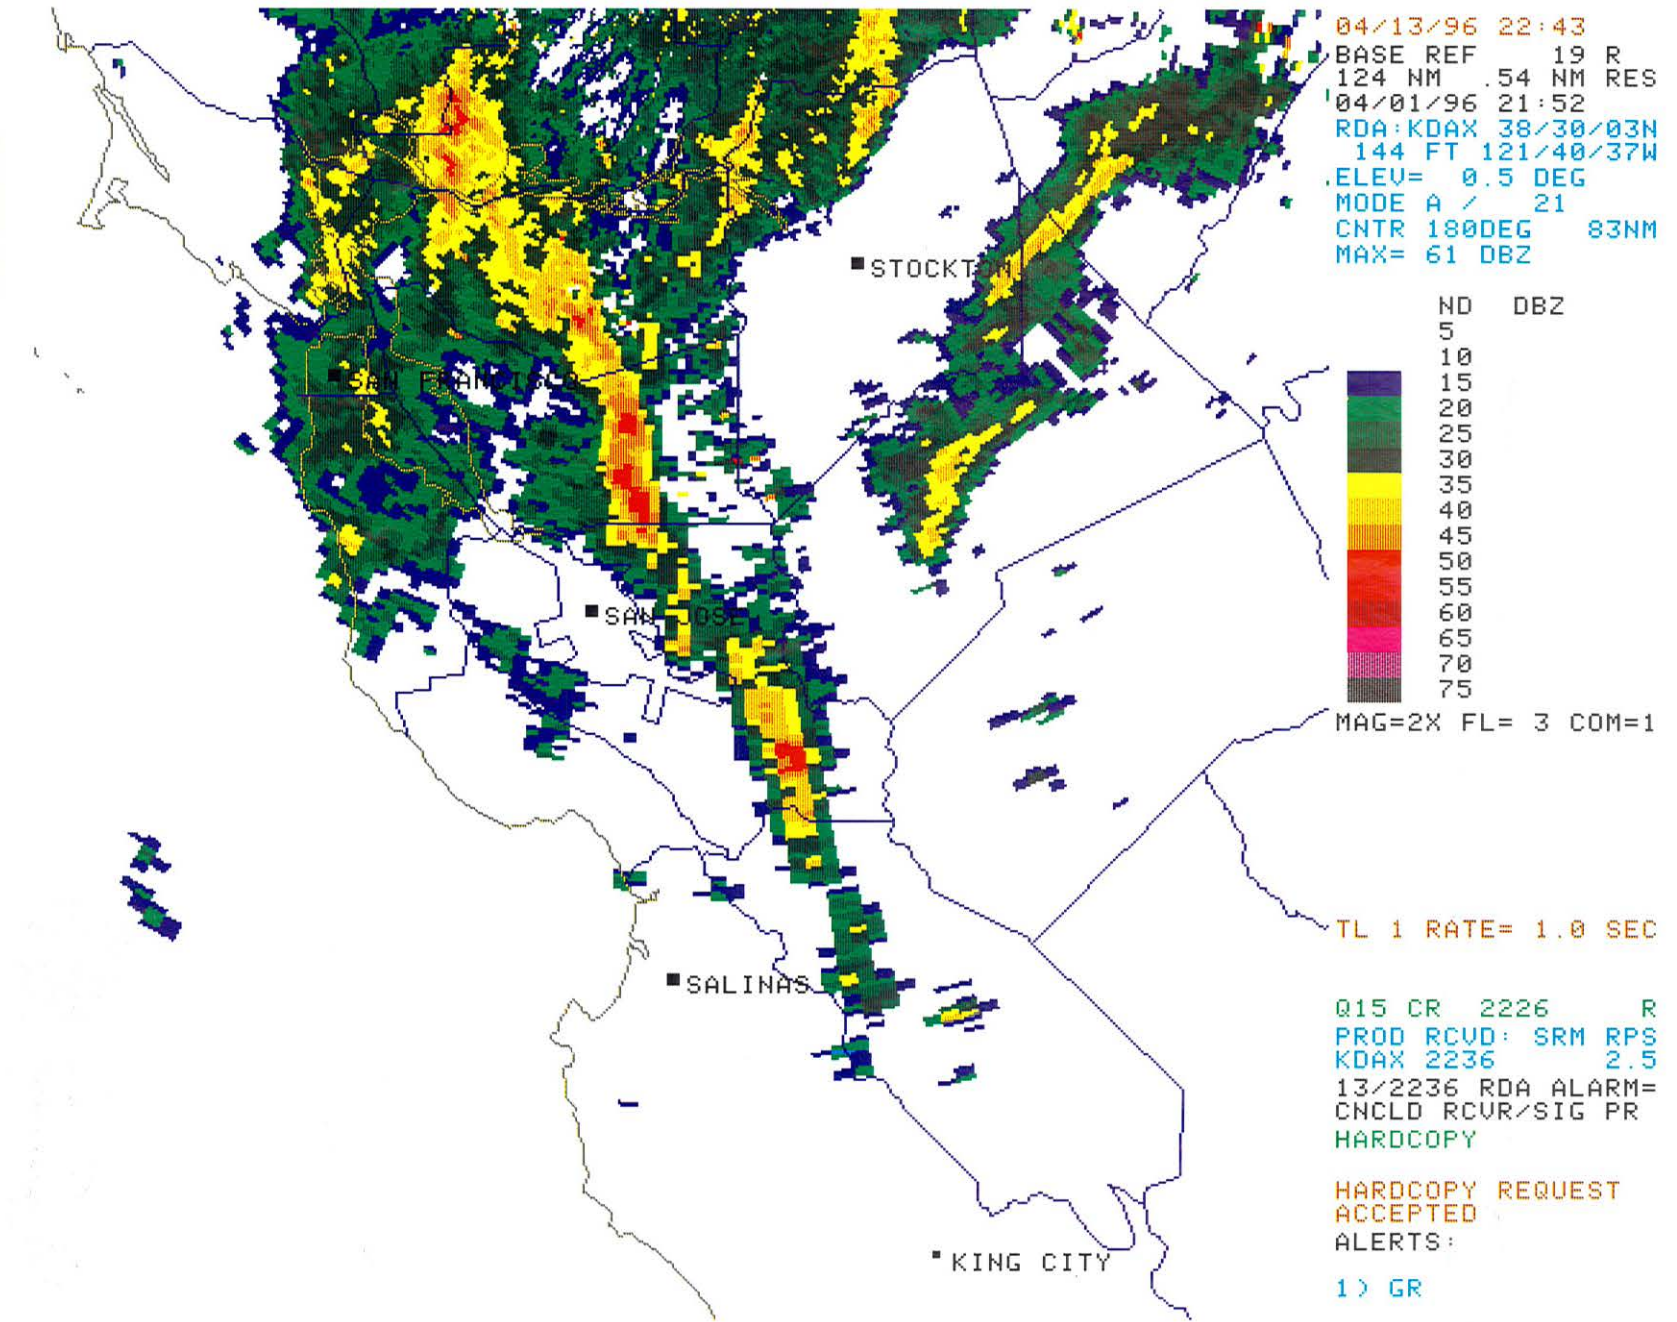 04/13/96 22:43
BASE REF 19 R
124 NM .54 NM RES
04/01/96 21:52
RDA:KDAX 38/30/03N
144 FT 121/40/37W
ELEV= 0.5 DEG
MODE A / 21
CNTR 180DEG 83NM
MAX= 61 DBZ
ND DBZ
5
10
15
20
25
30
35
40
45
50
55
60
65
70
75
MAG=2X FL= 3 COM=1
TL 1 RATE= 1.0 SEC
Q15 CR 2226 R
PROD RCVD: SRM RPS
KDAX 2236 2.5
13/2236 RDA ALARM=
CNCLD RCVR/SIG PR
HARDCOPY
HARDCOPY REQUEST
ACCEPTED
ALERTS:
1) GR
STOCKTON
SAN FRANCISCO
SAN JOSE
SALINAS
KING CITY